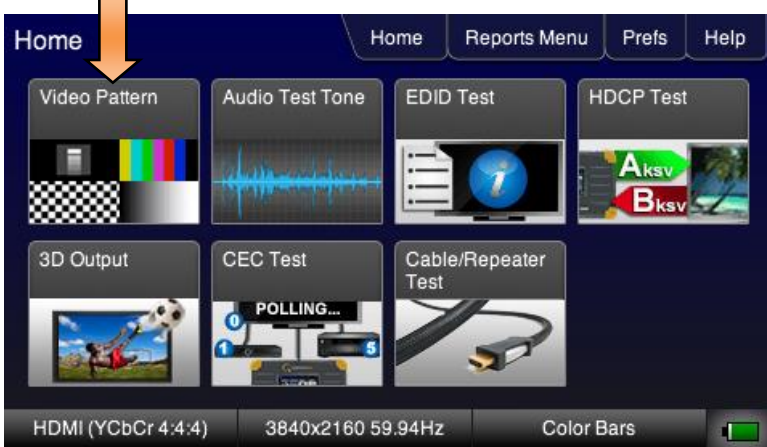 Home
Home
Reports Menu
Prefs
Help
Video Pattern
Audio Test Tone
EDID Test
HDCP Test
Aksv
Bksv
3D Output
CEC Test
Cable/Repeater
Test
POLLING...
0
1
5
HDMI (YCbCr 4:4:4)
3840x2160 59.94Hz
Color Bars